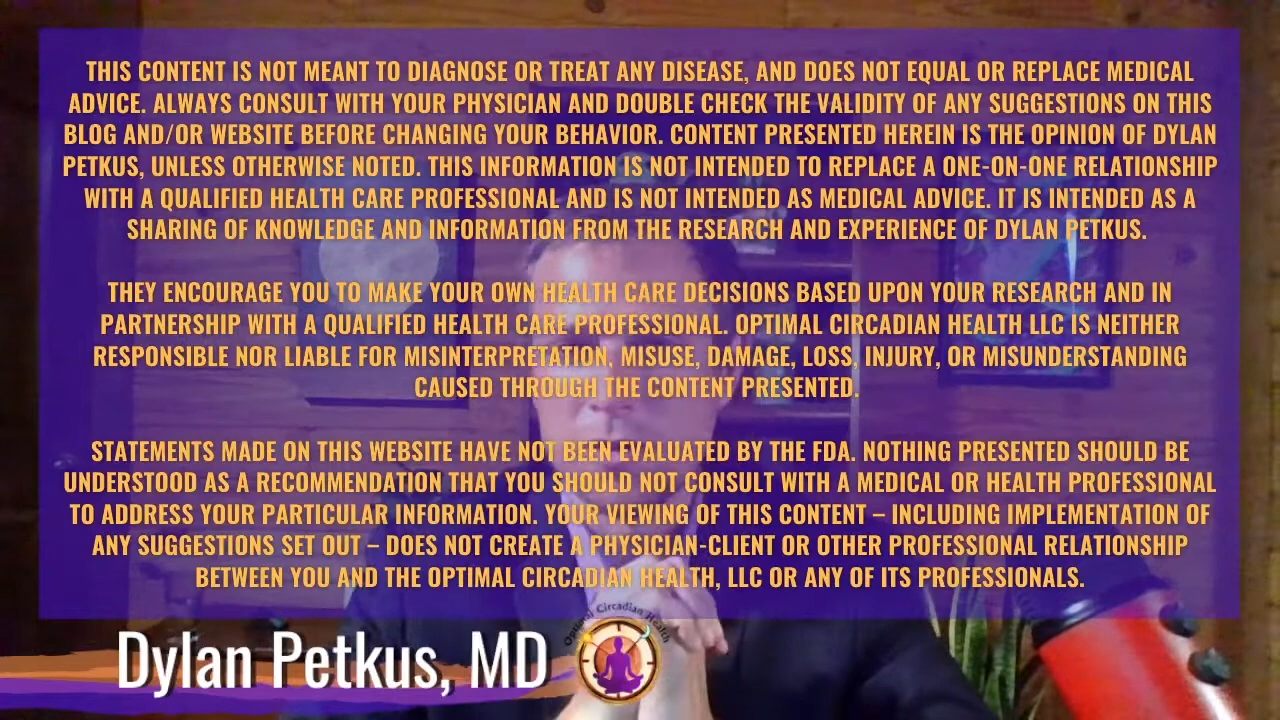 THIS CONTENT IS NOT MEANT TO DIAGNOSE OR TREAT ANY DISEASE, AND DOES NOT EQUAL OR REPLACE MEDICAL
ADVICE. ALWAYS CONSULT WITH YOUR PHYSICIAN AND DOUBLE CHECK THE VALIDITY OF ANY SUGGESTIONS ON THIS
BLOG AND/OR WEBSITE BEFORE CHANGING YOUR BEHAVIOR. CONTENT PRESENTED HEREIN IS THE OPINION OF DYLAN
PETKUS, UNLESS OTHERWISE NOTED. THIS INFORMATION IS NOT INTENDED TO REPLACE A ONE-ON-ONE RELATIONSHIP
WITH A QUALIFIED HEALTH CARE PROFESSIONAL AND IS NOT INTENDED AS MEDICAL ADVICE. IT IS INTENDED AS A
SHARING OF KNOWLEDGE AND INFORMATION FROM THE RESEARCH AND EXPERIENCE OF DYLAN PETKUS.
THEY ENCOURAGE YOU TO MAKE YOUR OWN HEALTH CARE DECISIONS BASED UPON YOUR RESEARCH AND IN
PARTNERSHIP WITH A QUALIFIED HEALTH CARE PROFESSIONAL. OPTIMAL CIRCADIAN HEALTH LLC IS NEITHER
RESPONSIBLE NOR LIABLE FOR MISINTERPRETATION, MISUSE, DAMAGE, LOSS, INJURY, OR MISUNDERSTANDING
CAUSED THROUGH THE CONTENT PRESENTED.
STATEMENTS MADE ON THIS WEBSITE HAVE NOT BEEN EVALUATED BY THE FDA. NOTHING PRESENTED SHOULD BE
UNDERSTOOD AS A RECOMMENDATION THAT YOU SHOULD NOT CONSULT WITH A MEDICAL OR HEALTH PROFESSIONAL
TO ADDRESS YOUR PARTICULAR INFORMATION. YOUR VIEWING OF THIS CONTENT – INCLUDING IMPLEMENTATION OF
ANY SUGGESTIONS SET OUT – DOES NOT CREATE A PHYSICIAN-CLIENT OR OTHER PROFESSIONAL RELATIONSHIP
BETWEEN YOU AND THE OPTIMAL CIRCADIAN HEALTH, LLC OR ANY OF ITS PROFESSIONALS.
Optimal Circadian Health
Dylan Petkus, MD